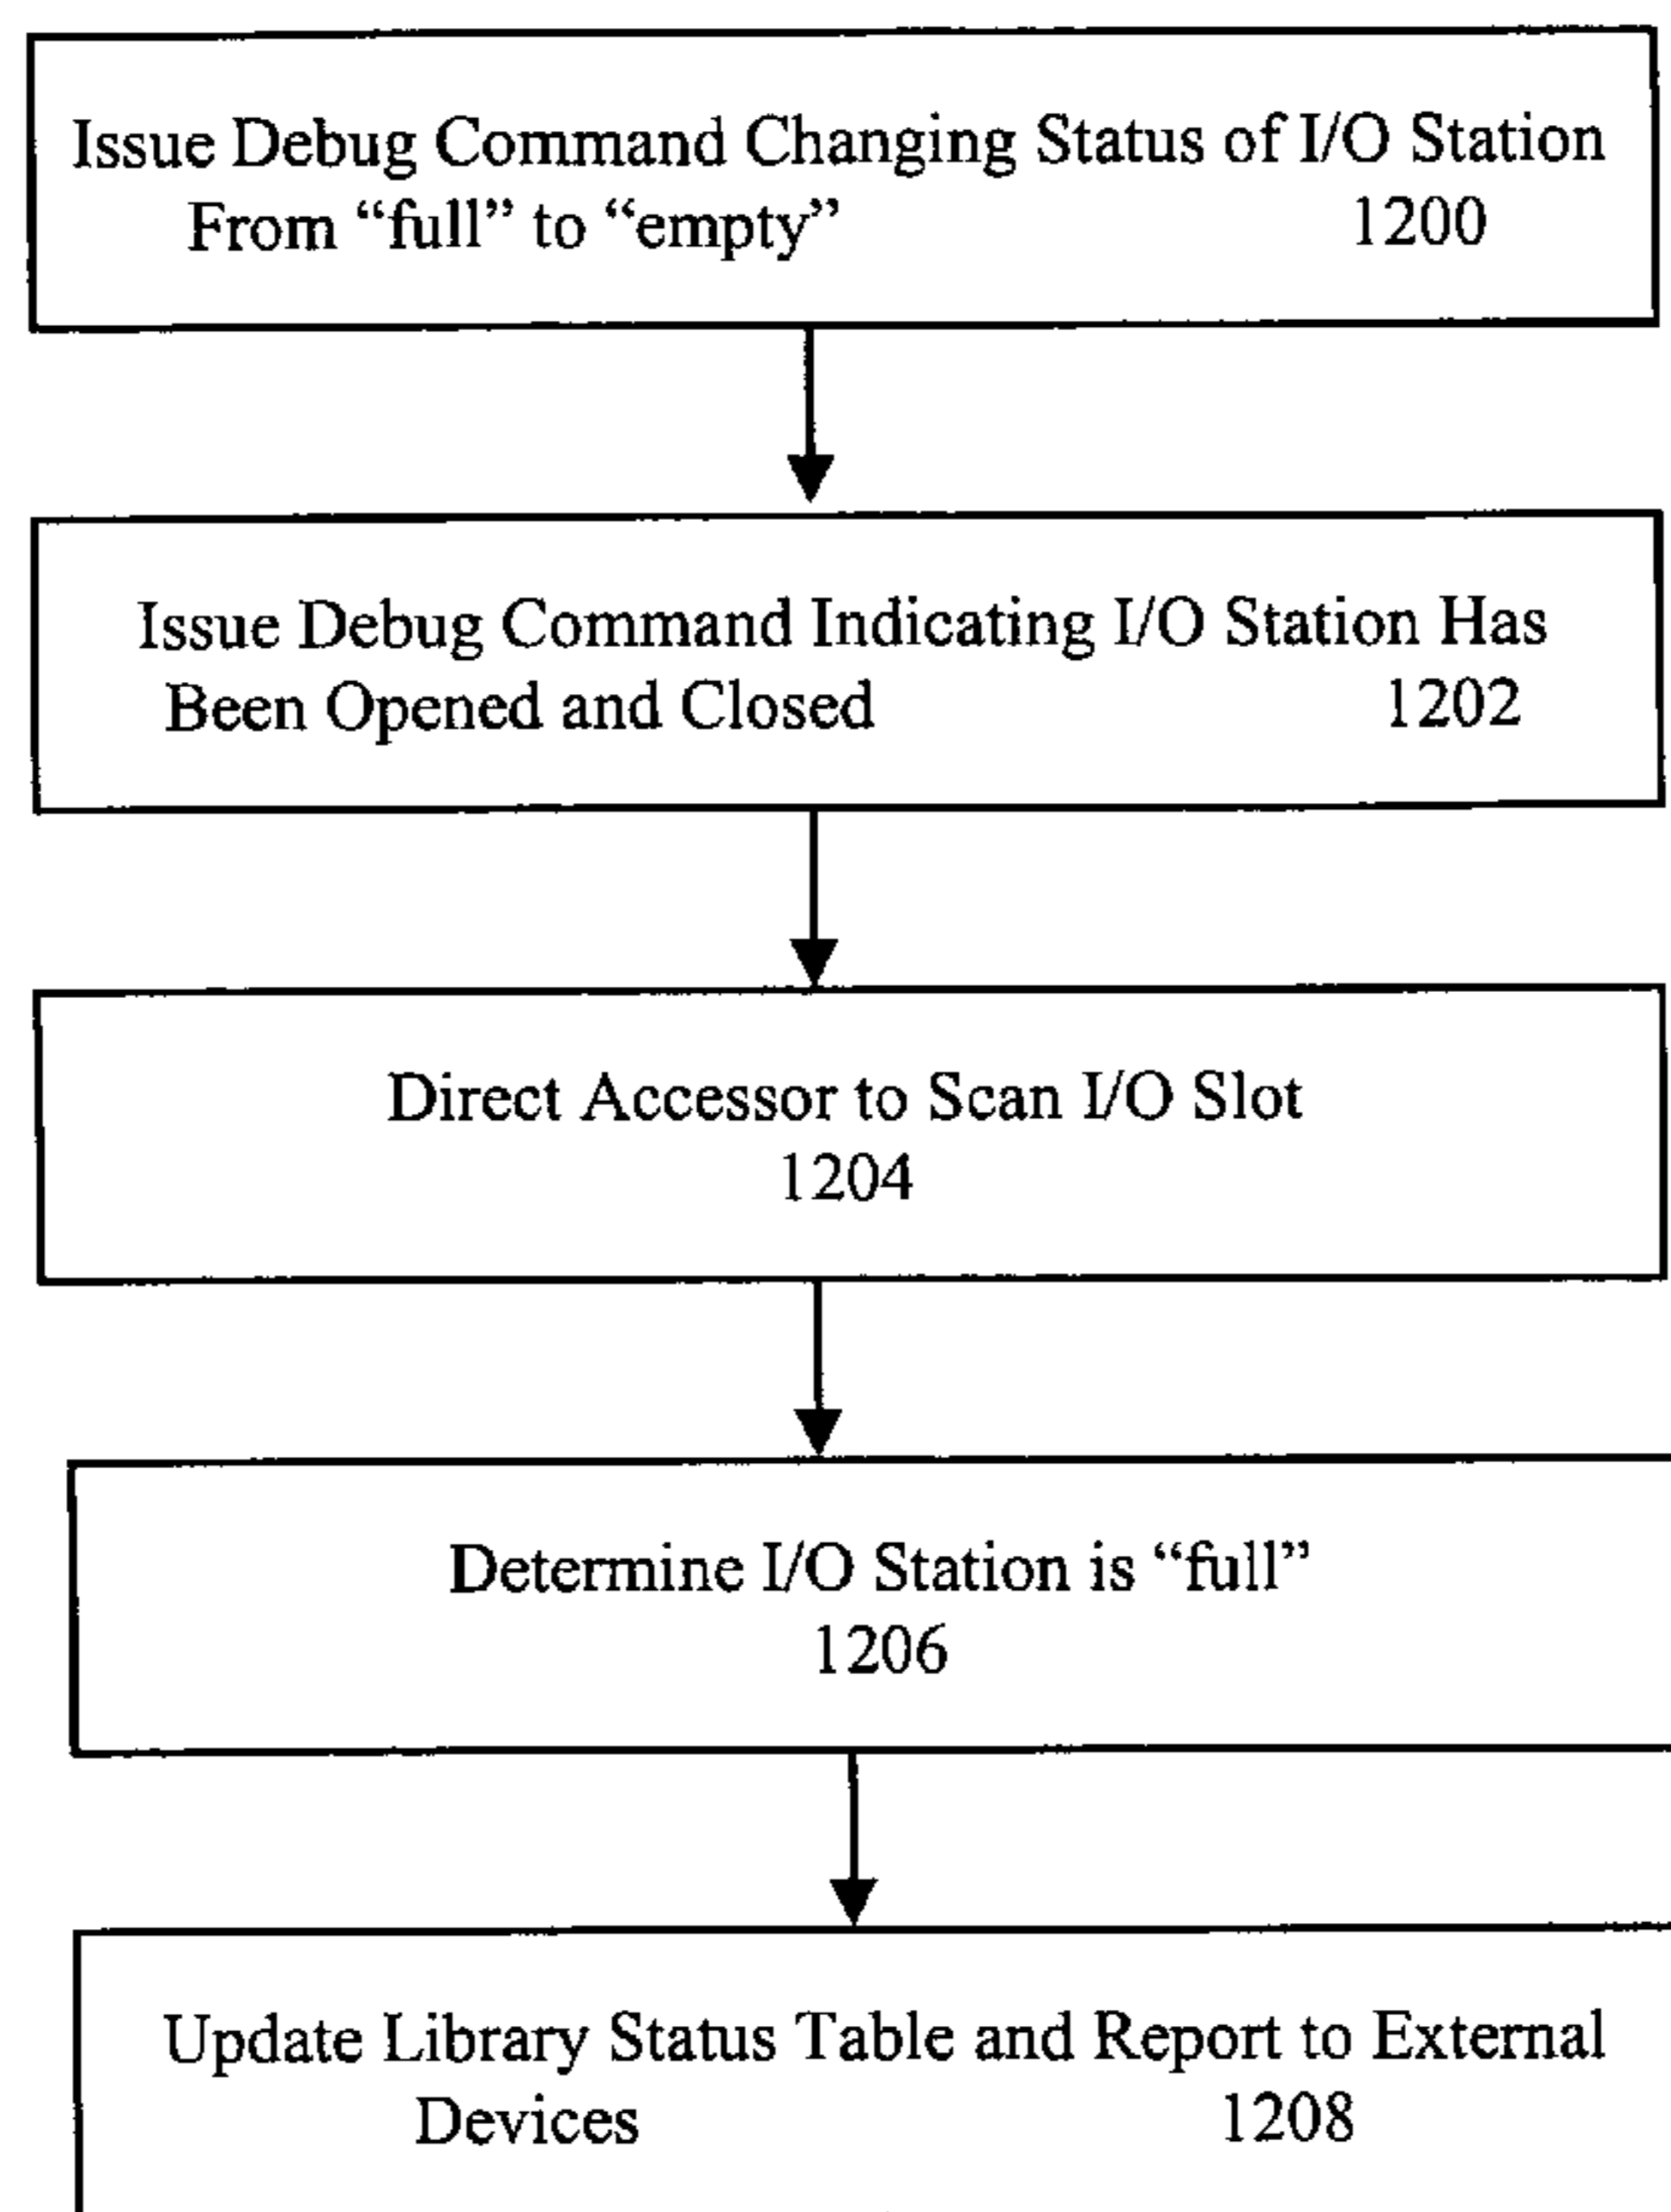 Issue Debug Command Changing Status of I/O Station
From “full” to “empty” 1200
Issue Debug Command Indicating I/O Station Has
Been Opened and Closed 1202
Direct Accessor to Scan I/O Slot
1204
Determine I/O Station is “full”
1206
Update Library Status Table and Report to External
Devices 1208